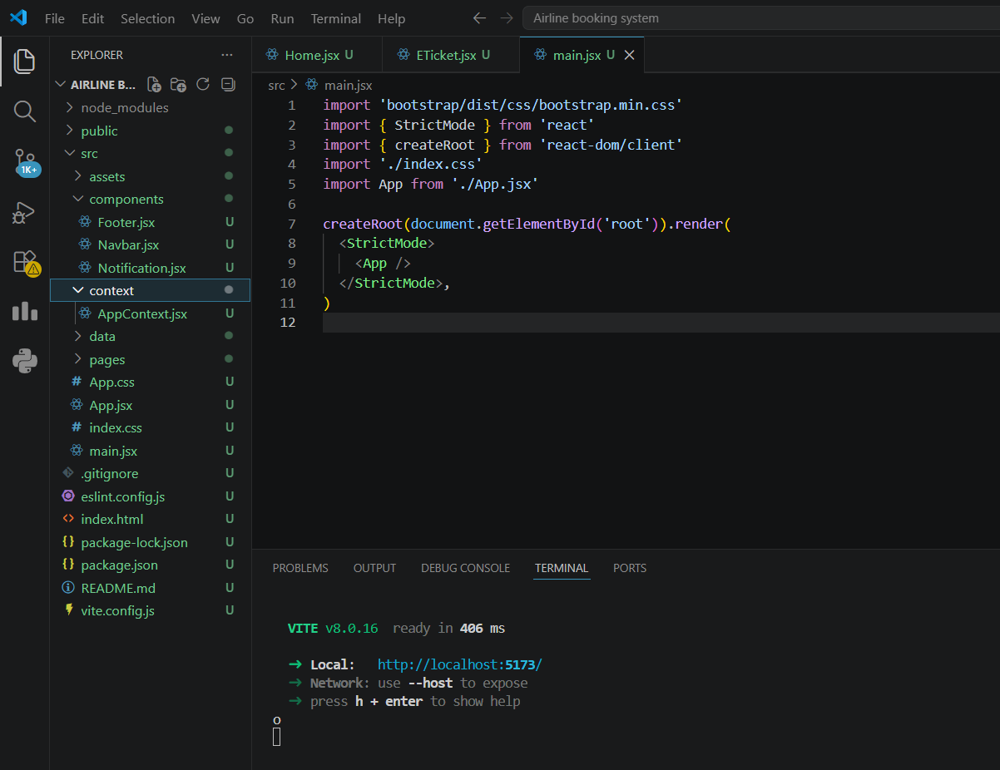 File Edit Selection View Go Run Terminal Help
Airline booking system
EXPLORER
AIRLINE B...
node_modules
public
src
assets
components
Footer.jsx U
Navbar.jsx U
Notification.jsx U
context
AppContext.jsx U
data
pages
App.css U
App.jsx U
index.css U
main.jsx U
.gitignore U
eslint.config.js U
index.html U
package-lock.json U
package.json U
README.md U
vite.config.js U
1K+
Home.jsx U
ETicket.jsx U
main.jsx U
src > main.jsx
1 import 'bootstrap/dist/css/bootstrap.min.css'
2 import { StrictMode } from 'react'
3 import { createRoot } from 'react-dom/client'
4 import './index.css'
5 import App from './App.jsx'
6
7 createRoot(document.getElementById('root')).render(
8 <StrictMode>
9 <App />
10 </StrictMode>,
11 )
12
PROBLEMS OUTPUT DEBUG CONSOLE TERMINAL PORTS
VITE v8.0.16 ready in 406 ms
➜ Local: http://localhost:5173/
➜ Network: use --host to expose
➜ press h + enter to show help
o